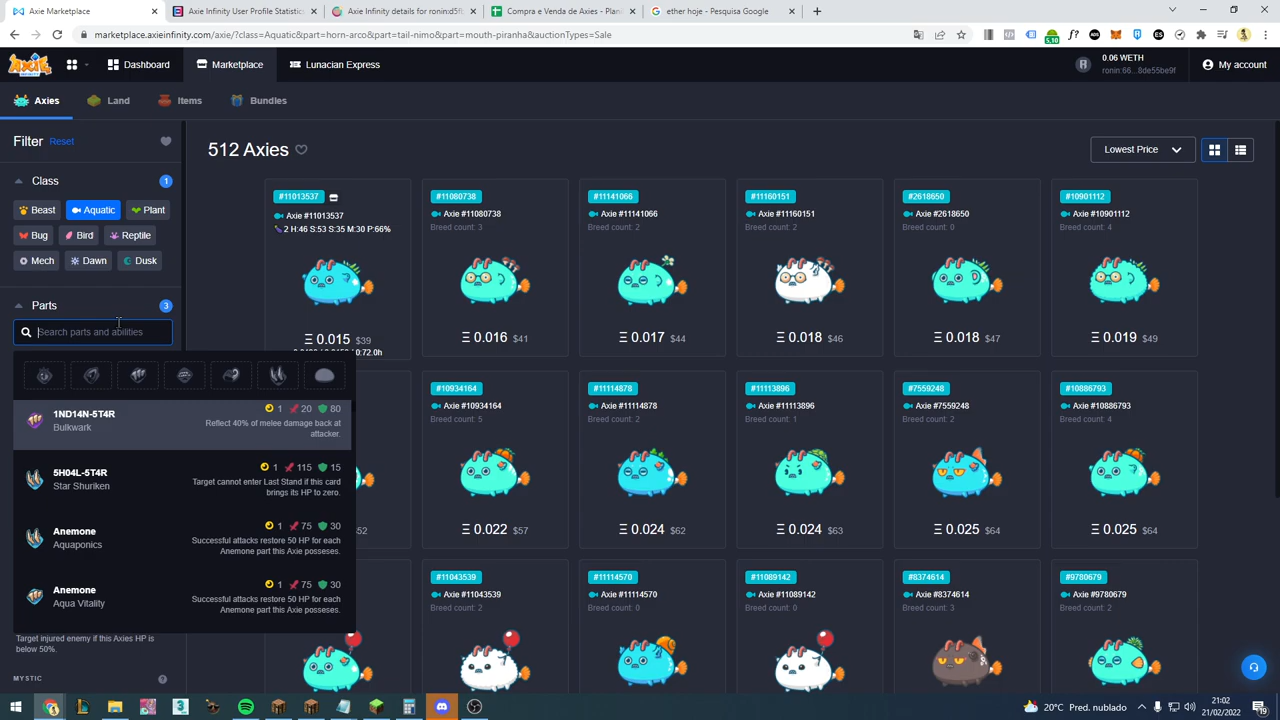 Marketplace Axie
Axie Infinity User Profile Statistics
Axie Infinity details for ronin:d5f
Compra e Venda de Axies - Plan
ether hoje - Pesquisa Google
marketplace.axieinfinity.com/axie/?class=Aquatic&part=horn-arco&part=tail-nimo&part=mouth-piranha&auctionTypes=Sale
Dashboard
Marketplace
Lunacian Express
0.06 WETH
ronin:66...8de55be9f
My account
Axies
Land
Items
Bundles
Filter Reset
512 Axies
Lowest Price
Class 1
Beast Aquatic Plant
Bug Bird Reptile
Mech Dawn Dusk
Parts 3
Search parts and abilities
1ND14N-5T4R 1 20 80
Bulkwark
Reflect 40% of melee damage back at
attacker.
5H04L-5T4R 1 115 15
Star Shuriken
Target cannot enter Last Stand if this card
brings its HP to zero.
Anemone 1 75 30
Aquaponics
Successful attacks restore 50 HP for each
Anemone part this Axie posseses.
Anemone 1 75 30
Aqua Vitality
Successful attacks restore 50 HP for each
Anemone part this Axie posseses.
Target injured enemy if this Axies HP is
below 50%.
MYSTIC
#11013537
Axie #11013537
2 H:46 S:53 S:35 M:30 P:66%
Ξ 0.015 $39
#11080738
Axie #11080738
Breed count: 3
Ξ 0.016 $41
#11141066
Axie #11141066
Breed count: 2
Ξ 0.017 $44
#11160151
Axie #11160151
Breed count: 2
Ξ 0.018 $46
#2618650
Axie #2618650
Breed count: 0
Ξ 0.018 $47
#10901112
Axie #10901112
Breed count: 4
Ξ 0.019 $49
#10934164
Axie #10934164
Breed count: 5
Ξ 0.022 $57
#11114878
Axie #11114878
Breed count: 2
Ξ 0.024 $62
#11113896
Axie #11113896
Breed count: 1
Ξ 0.024 $63
#7559248
Axie #7559248
Breed count: 2
Ξ 0.025 $64
#10886793
Axie #10886793
Breed count: 4
Ξ 0.025 $64
#11043539
Axie #11043539
Breed count: 2
#11114570
Axie #11114570
Breed count: 0
#11089142
Axie #11089142
Breed count: 0
#8374614
Axie #8374614
Breed count: 3
#9780679
Axie #9780679
Breed count: 2
20°C Pred. nublado
21:02
21/02/2022